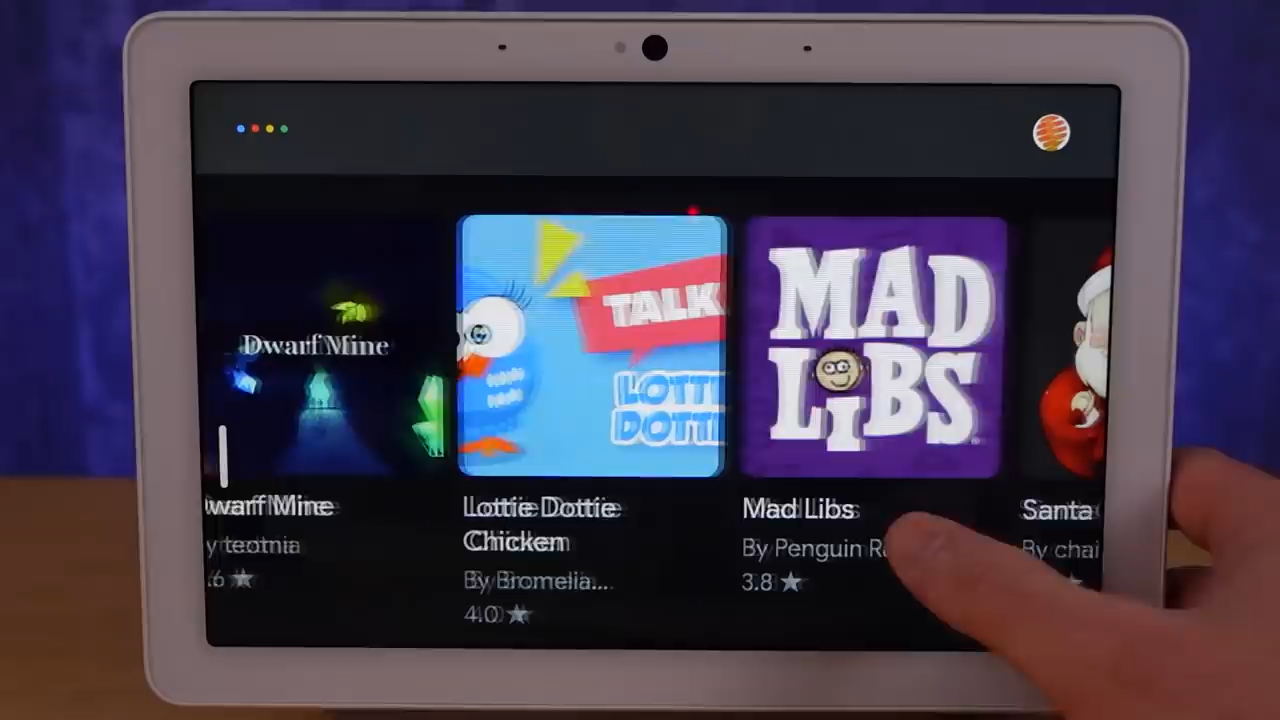 Dwarf Mine
TALK
LOTTI
DOTTI
MAD
LIBS
warf Mine
y teotnia
.6 ★
Lottie Dottie
Chicken
By Bromelia...
4.0 ★
Mad Libs
By Penguin R
3.8 ★
Santa
By chai